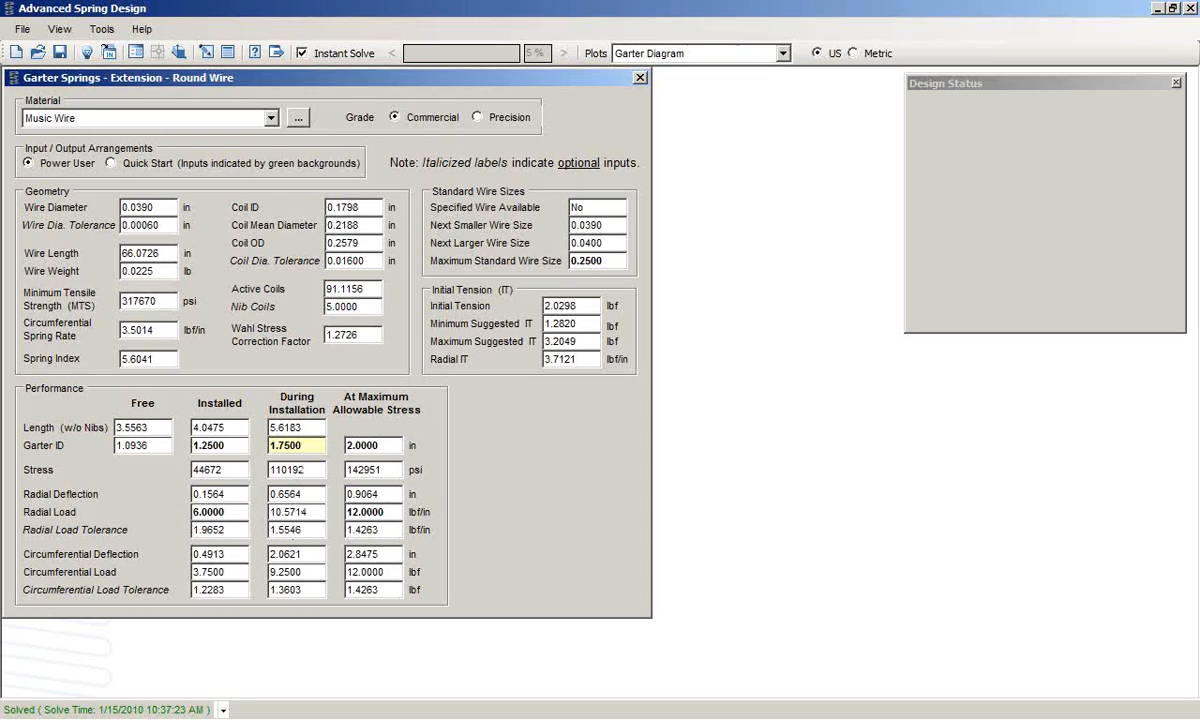 Advanced Spring Design
File View Tools Help
Instant Solve < 5 % > Plots Garter Diagram US Metric
Garter Springs - Extension - Round Wire
Design Status
Material
Music Wire ... Grade Commercial Precision
Input / Output Arrangements
Power User Quick Start (Inputs indicated by green backgrounds)
Note: Italicized labels indicate optional inputs.
Geometry
Wire Diameter 0.0390 in Coil ID 0.1798 in
Wire Dia. Tolerance 0.00060 in Coil Mean Diameter 0.2188 in
Coil OD 0.2579 in
Wire Length 66.0726 in Coil Dia. Tolerance 0.01600 in
Wire Weight 0.0225 lb
Minimum Tensile Strength (MTS) 317670 psi Active Coils 91.1156
Nib Coils 5.0000
Circumferential Spring Rate 3.5014 lbf/in Wahl Stress Correction Factor 1.2726
Spring Index 5.6041
Standard Wire Sizes
Specified Wire Available No
Next Smaller Wire Size 0.0390
Next Larger Wire Size 0.0400
Maximum Standard Wire Size 0.2500
Initial Tension (IT)
Initial Tension 2.0298 lbf
Minimum Suggested IT 1.2820 lbf
Maximum Suggested IT 3.2049 lbf
Radial IT 3.7121 lbf/in
Performance
Free Installed During Installation At Maximum Allowable Stress
Length (w/o Nibs) 3.5563 4.0475 5.6183
Garter ID 1.0936 1.2500 1.7500 2.0000 in
Stress 44672 110192 142951 psi
Radial Deflection 0.1564 0.6564 0.9064 in
Radial Load 6.0000 10.5714 12.0000 lbf/in
Radial Load Tolerance 1.9652 1.5546 1.4263 lbf/in
Circumferential Deflection 0.4913 2.0621 2.8475 in
Circumferential Load 3.7500 9.2500 12.0000 lbf
Circumferential Load Tolerance 1.2283 1.3603 1.4263 lbf
Solved ( Solve Time: 1/15/2010 10:37:23 AM )